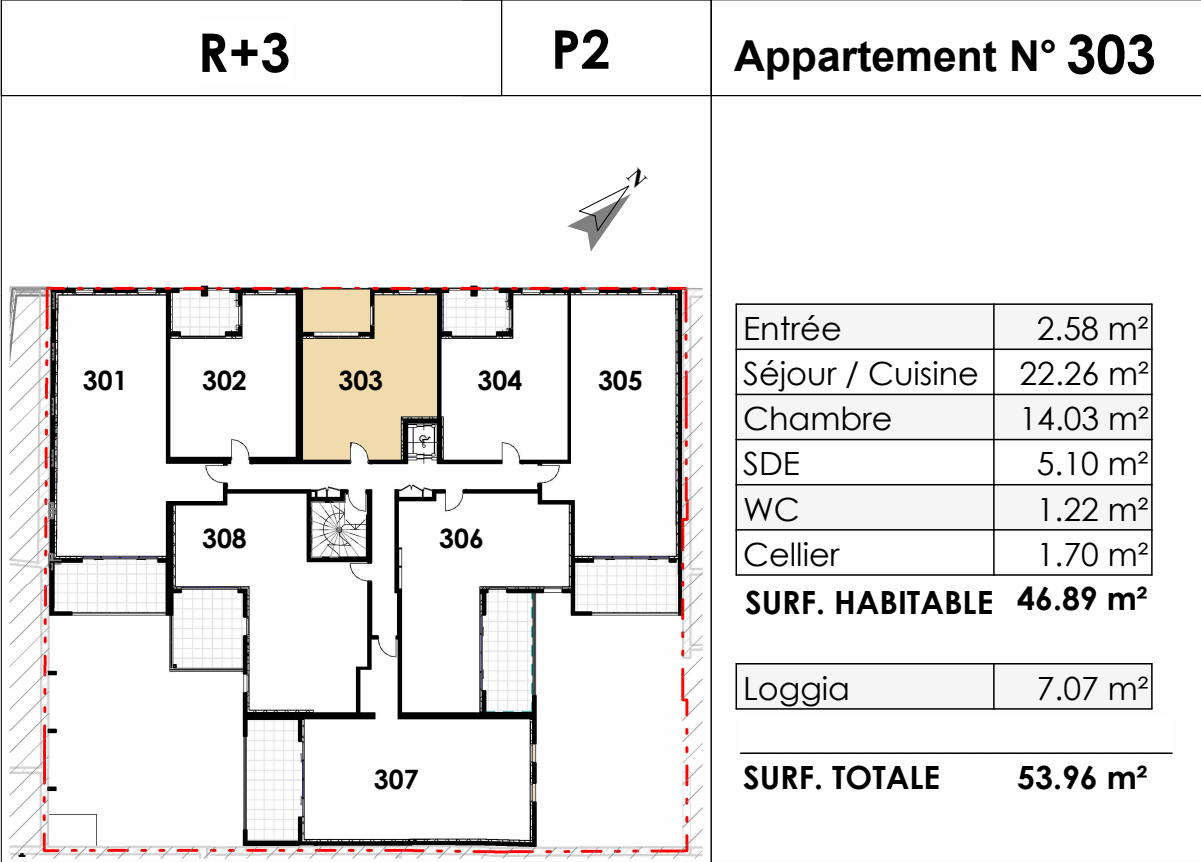 R+3 P2 Appartement N° 303
N
301 302 303 304 305
308 306
307
Entrée 2.58 m²
Séjour / Cuisine 22.26 m²
Chambre 14.03 m²
SDE 5.10 m²
WC 1.22 m²
Cellier 1.70 m²
SURF. HABITABLE 46.89 m²
Loggia 7.07 m²
SURF. TOTALE 53.96 m²